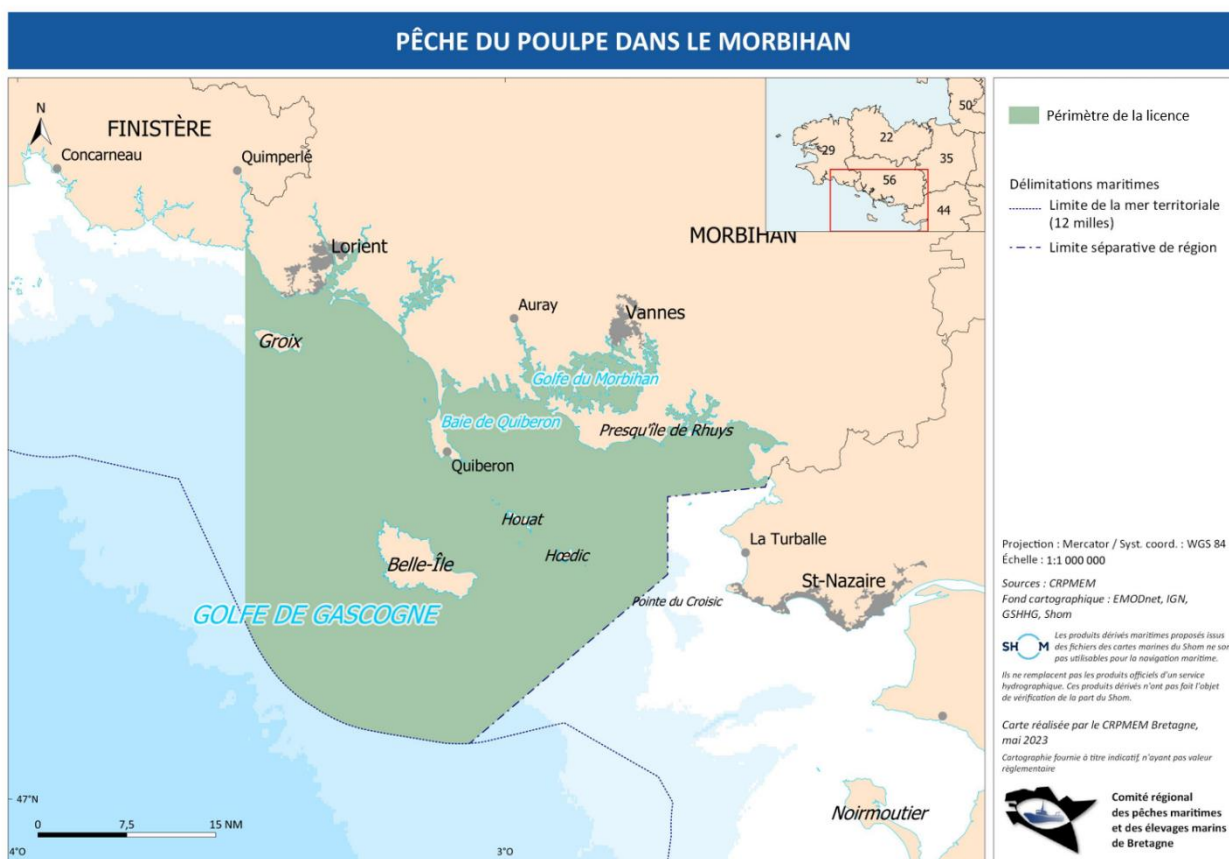 PÊCHE DU POULPE DANS LE MORBIHAN
N
FINISTÈRE
Concarneau
Quimperlé
Lorient
MORBIHAN
Auray
Vannes
Groix
Golfe du Morbihan
Baie de Quiberon
Presqu'île de Rhuys
Quiberon
Houat
Hœdic
Belle-Île
La Turballe
St-Nazaire
Pointe du Croisic
GOLFE DE GASCOGNE
Noirmoutier
47°N
0 7,5 15 NM
4°O
3°O
50
22
29
35
56
44
Périmètre de la licence
Délimitations maritimes
Limite de la mer territoriale
(12 milles)
Limite séparative de région
Projection : Mercator / Syst. coord. : WGS 84
Échelle : 1:1 000 000
Sources : CRPMEM
Fond cartographique : EMODnet, IGN,
GSHHG, Shom
SHOM
Les produits dérivés maritimes proposés issus
des fichiers des cartes marines du Shom ne son
pas utilisables pour la navigation maritime.
Ils ne remplacent pas les produits officiels d'un service
hydrographique. Ces produits dérivés n'ont pas fait l'objet
de vérification de la part du Shom.
Carte réalisée par le CRPMEM Bretagne,
mai 2023
Cartographie fournie à titre indicatif, n'ayant pas valeur
règlementaire
Comité régional
des pêches maritimes
et des élevages marins
de Bretagne